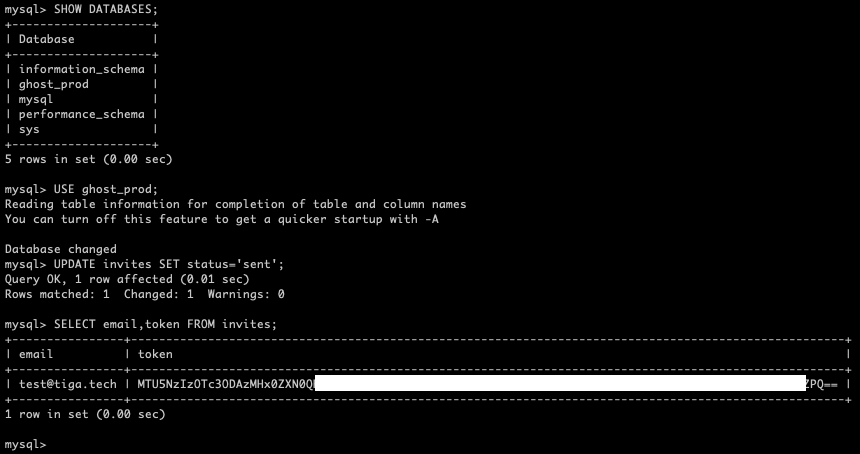 mysql> SHOW DATABASES;
+--------------------+
| Database           |
+--------------------+
| information_schema |
| ghost_prod         |
| mysql              |
| performance_schema |
| sys                |
+--------------------+
5 rows in set (0.00 sec)
mysql> USE ghost_prod;
Reading table information for completion of table and column names
You can turn off this feature to get a quicker startup with -A
Database changed
mysql> UPDATE invites SET status='sent';
Query OK, 1 row affected (0.01 sec)
Rows matched: 1  Changed: 1  Warnings: 0
mysql> SELECT email,token FROM invites;
+----------------+--------------------------------------------------------------------------------------------------+
| email          | token                                                                                            |
+----------------+--------------------------------------------------------------------------------------------------+
| test@tiga.tech | MTU5NzIzOTc3ODAzMHx0ZXN0Q ZPQ== |
+----------------+--------------------------------------------------------------------------------------------------+
1 row in set (0.00 sec)
mysql>